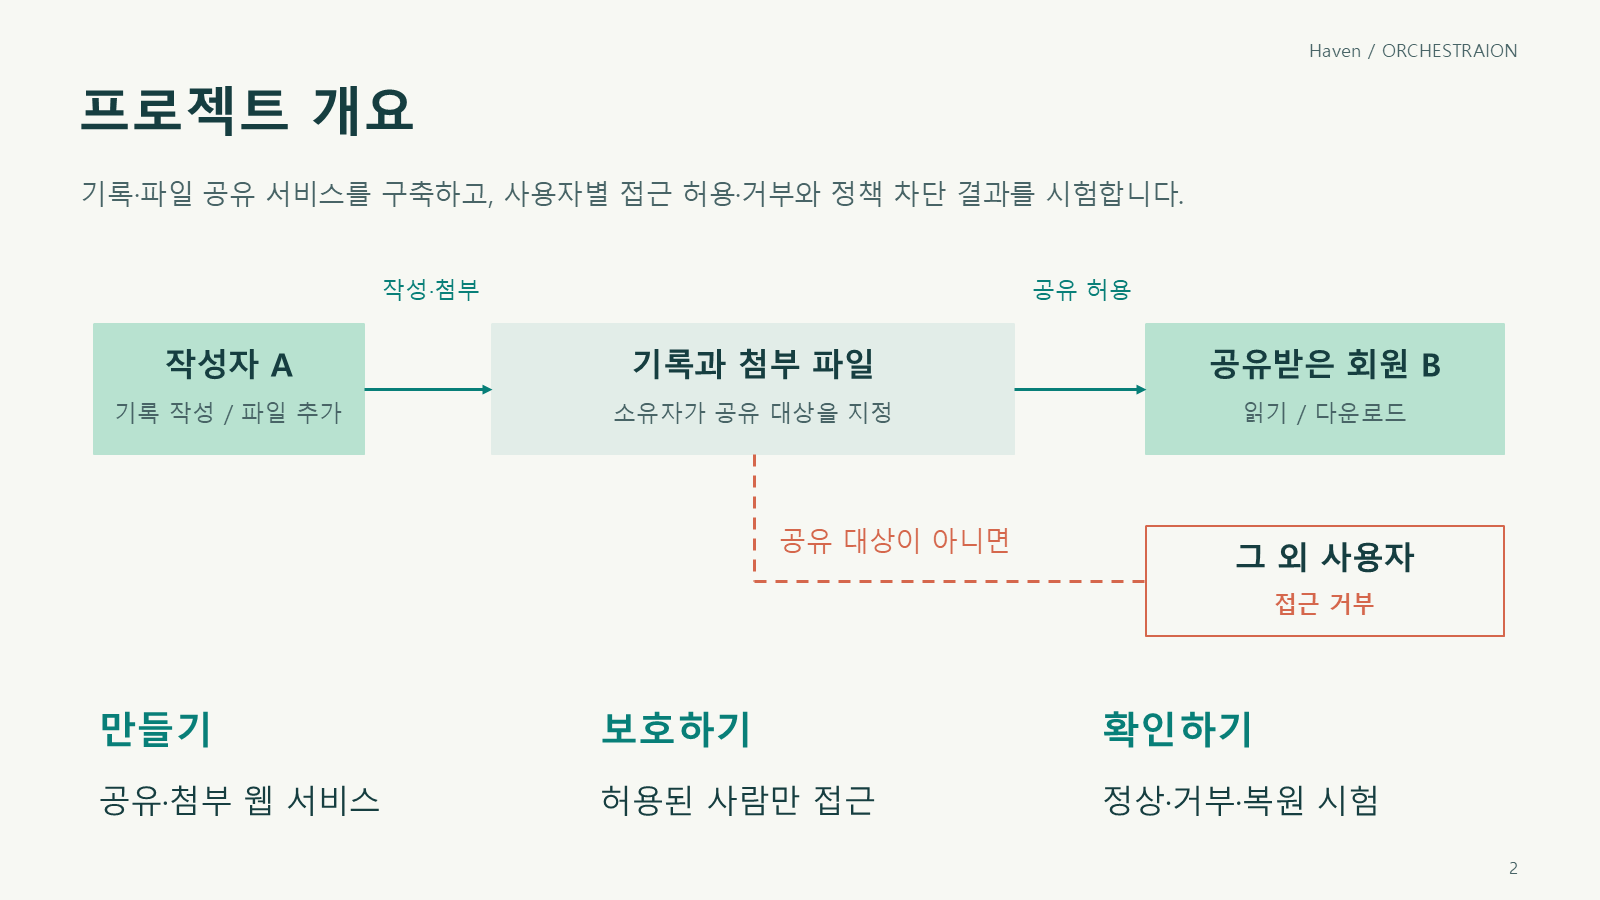 Haven / ORCHESTRAION
프로젝트 개요
기록·파일 공유 서비스를 구축하고, 사용자별 접근 허용·거부와 정책 차단 결과를 시험합니다.
작성·첨부
공유 허용
작성자 A
기록 작성 / 파일 추가
기록과 첨부 파일
소유자가 공유 대상을 지정
공유받은 회원 B
읽기 / 다운로드
공유 대상이 아니면
그 외 사용자
접근 거부
만들기
공유·첨부 웹 서비스
보호하기
허용된 사람만 접근
확인하기
정상·거부·복원 시험
2